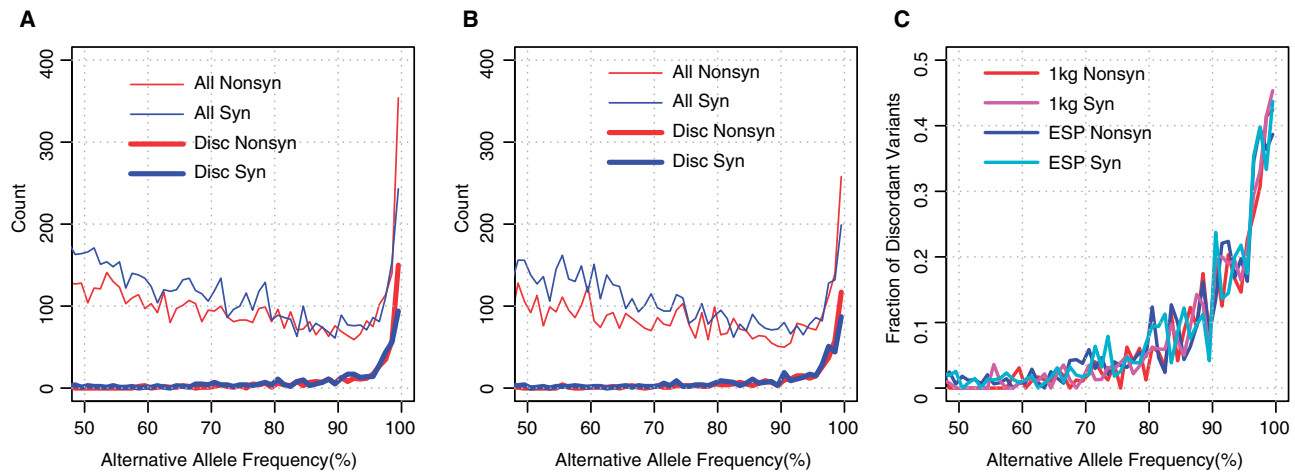 A
Count
400
300
200
100
0
All Nonsyn
All Syn
Disc Nonsyn
Disc Syn
50 60 70 80 90 100
Alternative Allele Frequency(%)
B
Count
400
300
200
100
0
All Nonsyn
All Syn
Disc Nonsyn
Disc Syn
50 60 70 80 90 100
Alternative Allele Frequency(%)
C
Fraction of Discordant Variants
0.5
0.4
0.3
0.2
0.1
0
1kg Nonsyn
1kg Syn
ESP Nonsyn
ESP Syn
50 60 70 80 90 100
Alternative Allele Frequency(%)